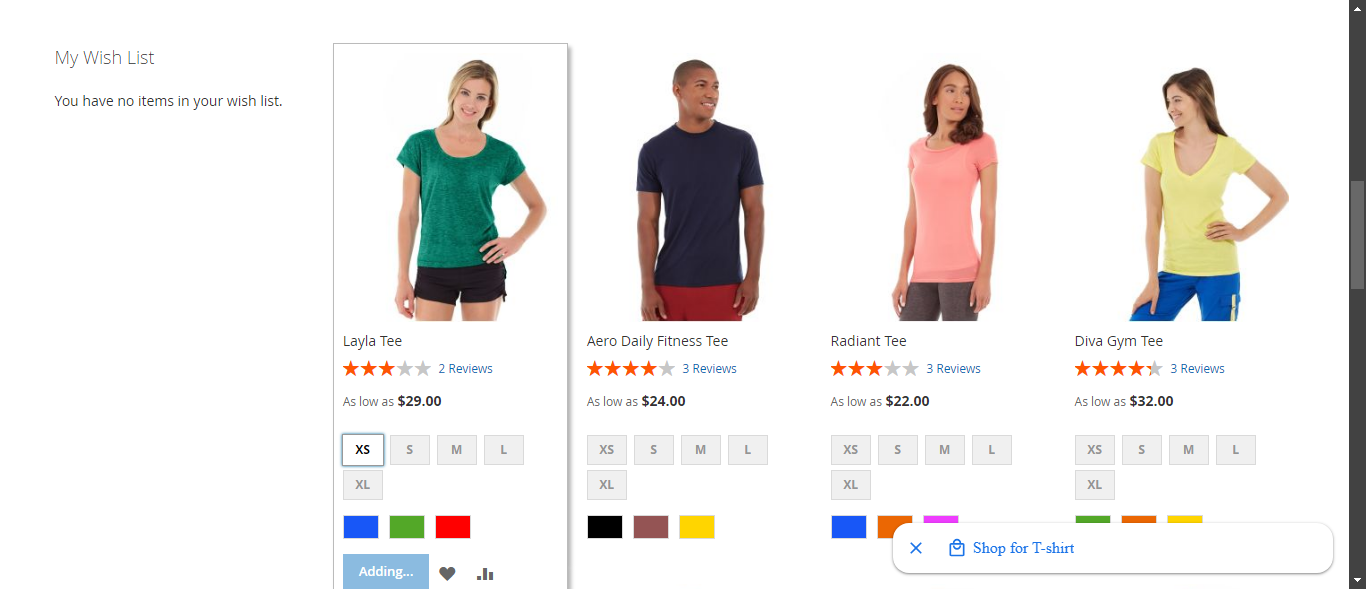 My Wish List
You have no items in your wish list.
Layla Tee
2 Reviews
As low as $29.00
XS S M L
XL
Adding...
Aero Daily Fitness Tee
3 Reviews
As low as $24.00
XS S M L
XL
Radiant Tee
3 Reviews
As low as $22.00
XS S M L
XL
Diva Gym Tee
3 Reviews
As low as $32.00
XS S M L
XL
Shop for T-shirt